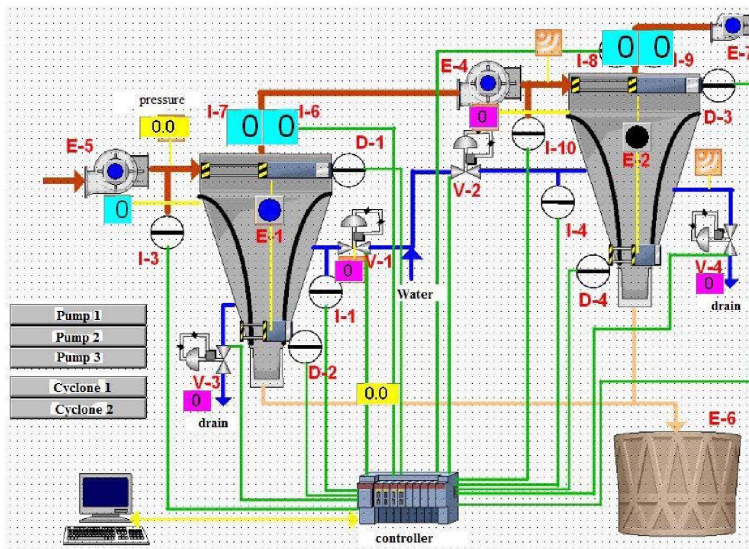 0 0
I-8
I-9
E-7
E-4
0
D-3
pressure
I-7
I-6
0 0
0.0
E-5
D-1
I-10
E-2
V-2
0
I-3
E-1
I-4
V-1
0
V-4
0
Water
D-4
drain
I-1
Pump 1
Pump 2
Pump 3
D-2
Cyclone 1
Cyclone 2
V-3
0
0.0
drain
E-6
controller